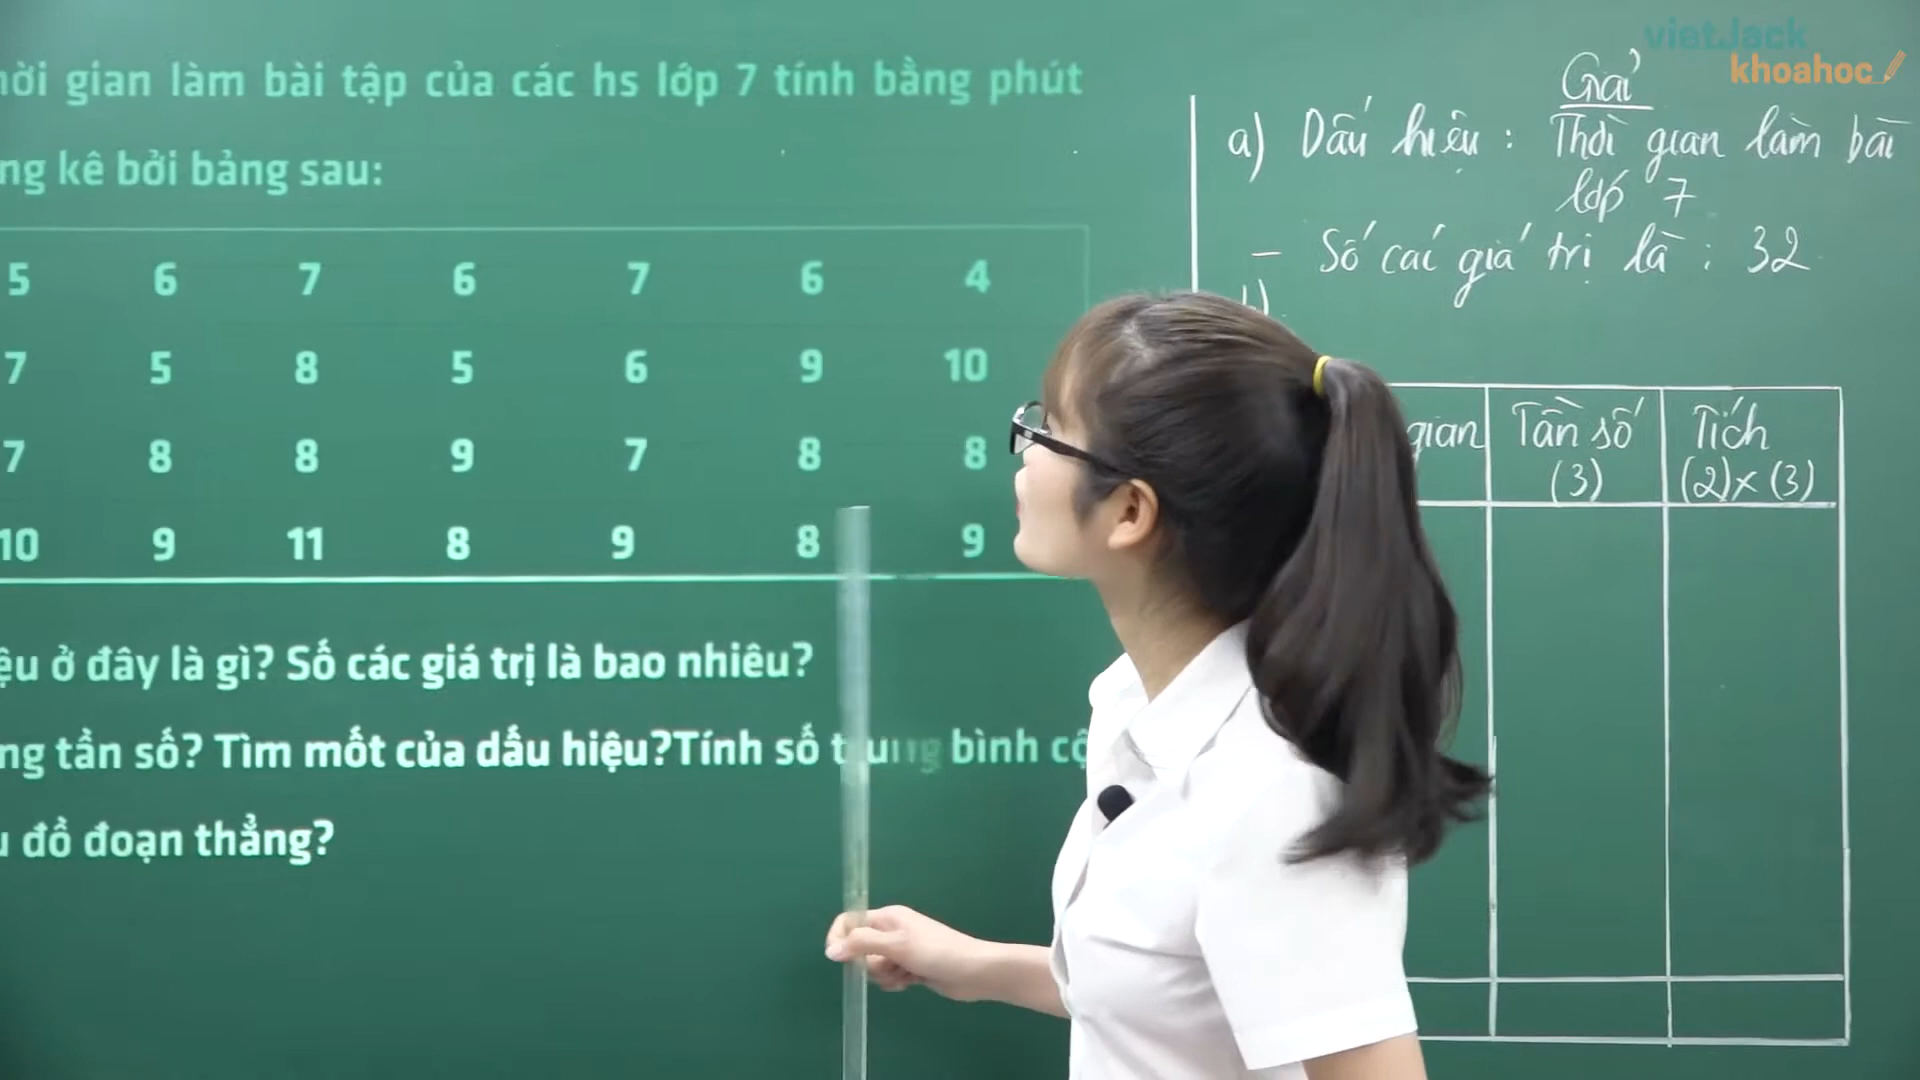 vietJack
khoahoc
ời gian làm bài tập của các hs lớp 7 tính bằng phút
ng kê bởi bảng sau:
5 6 7 6 7 6 4
7 5 8 5 6 9 10
7 8 8 9 7 8 8
10 9 11 8 9 8 9
ệu ở đây là gì? Số các giá trị là bao nhiêu?
ng tần số? Tìm mốt của dấu hiệu?Tính số trung bình cộ
đồ đoạn thẳng?
Giải
a) Dấu hiệu : Thời gian làm bài
lớp 7
- Số các giá trị là : 32
b)
gian Tần số Tích
(3) (2)x(3)